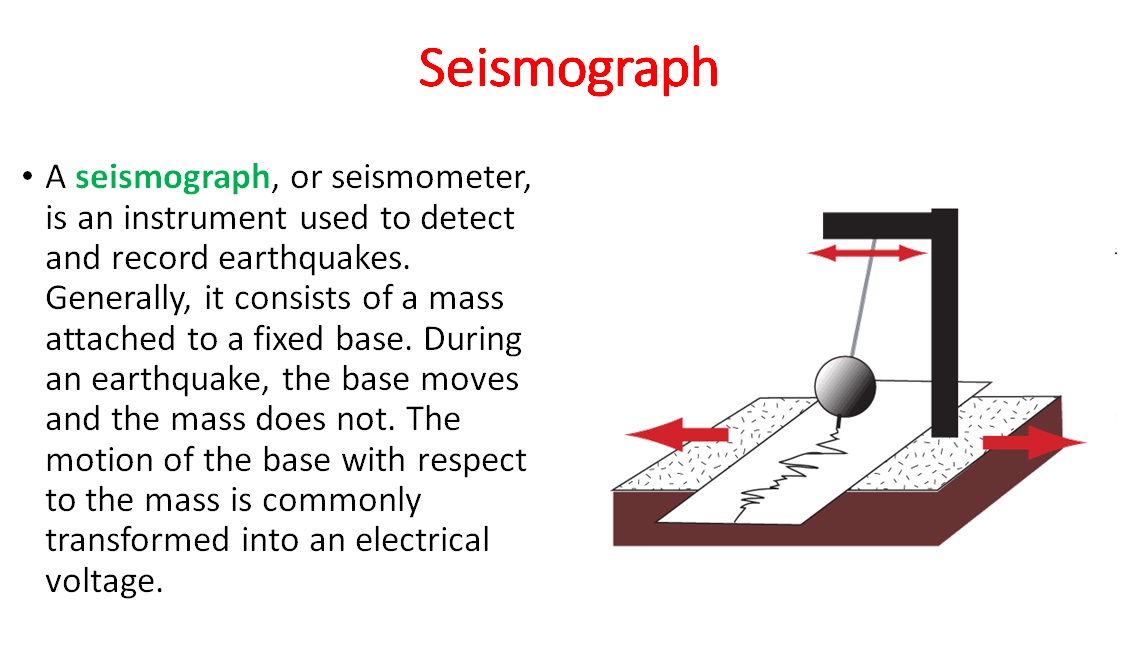 Seismograph
• A seismograph, or seismometer,
is an instrument used to detect
and record earthquakes.
Generally, it consists of a mass
attached to a fixed base. During
an earthquake, the base moves
and the mass does not. The
motion of the base with respect
to the mass is commonly
transformed into an electrical
voltage.